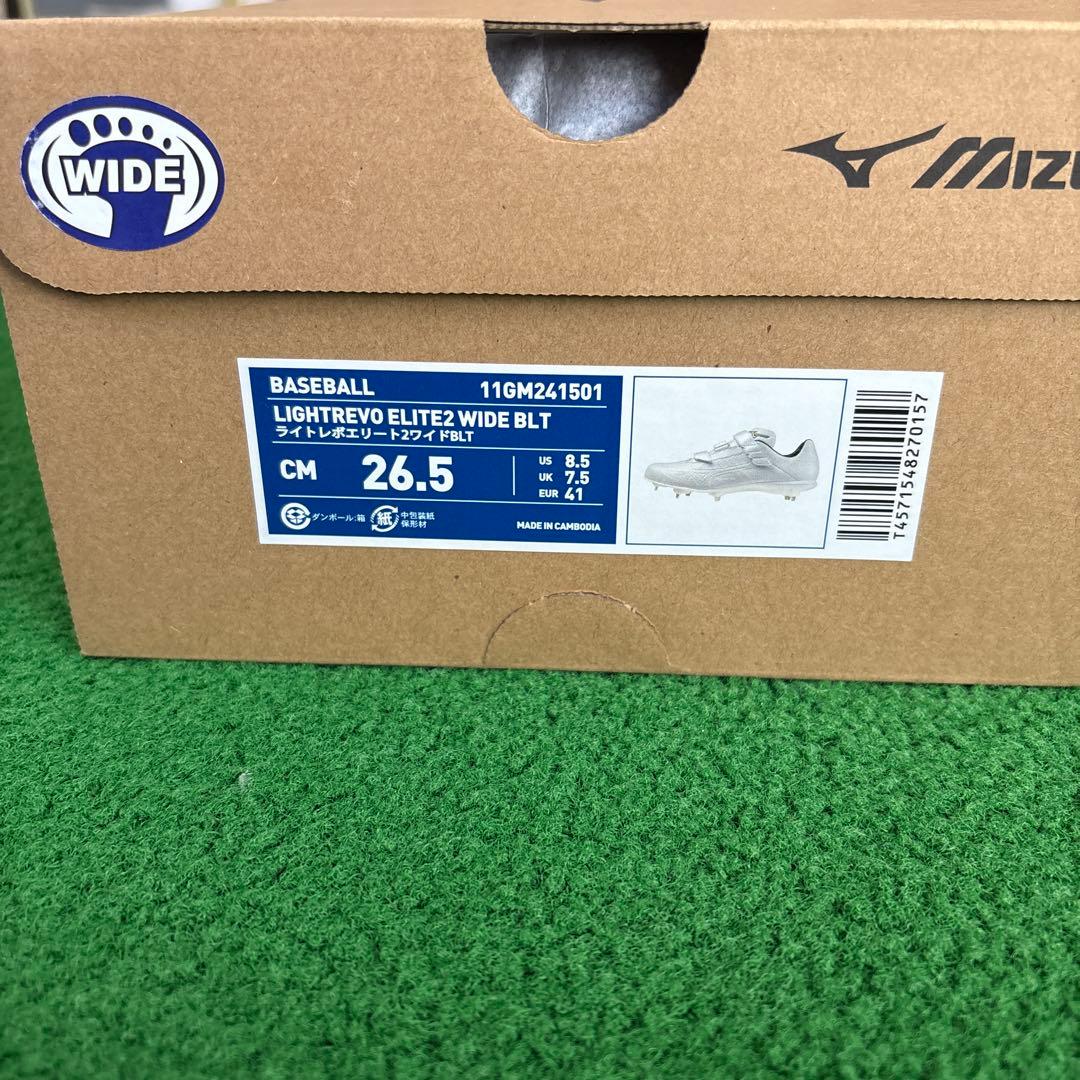 WIDE
BASEBALL 11GM241501
LIGHTREVO ELITE2 WIDE BLT
ライトレボエリート2ワイドBLT
CM 26.5
US 8.5
UK 7.5
EUR 41
ダンボール:箱
紙
中包装紙
保形材
MADE IN CAMBODIA
T4571548270157